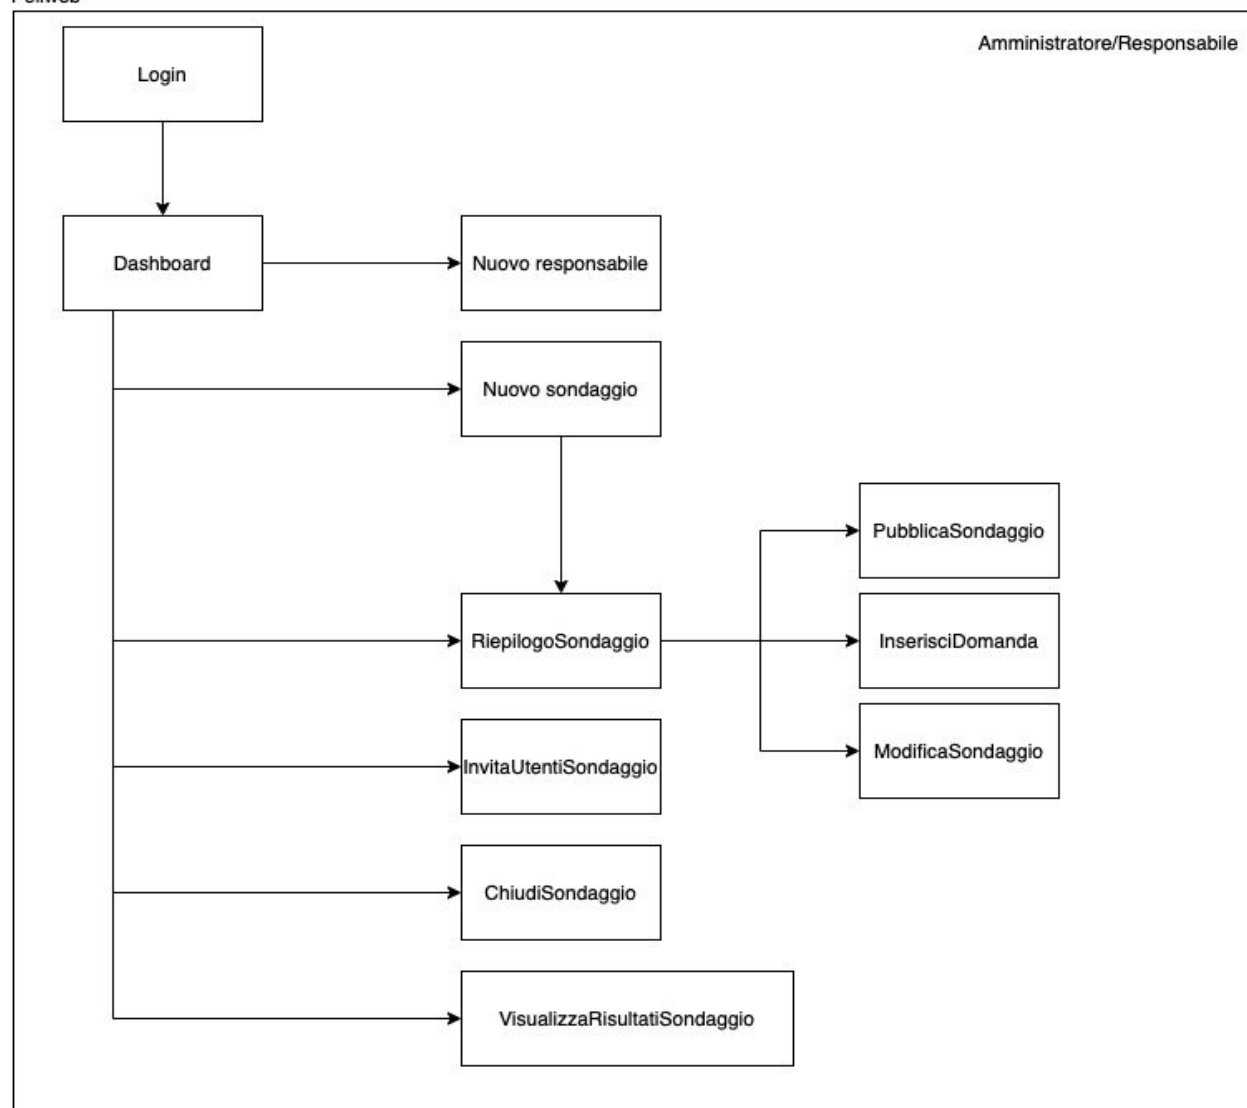 Amministratore/Responsabile
Login
Dashboard
Nuovo responsabile
Nuovo sondaggio
PubblicaSondaggio
RiepilogoSondaggio
InserisciDomanda
ModificaSondaggio
InvitaUtentiSondaggio
ChiudiSondaggio
VisualizzaRisultatiSondaggio